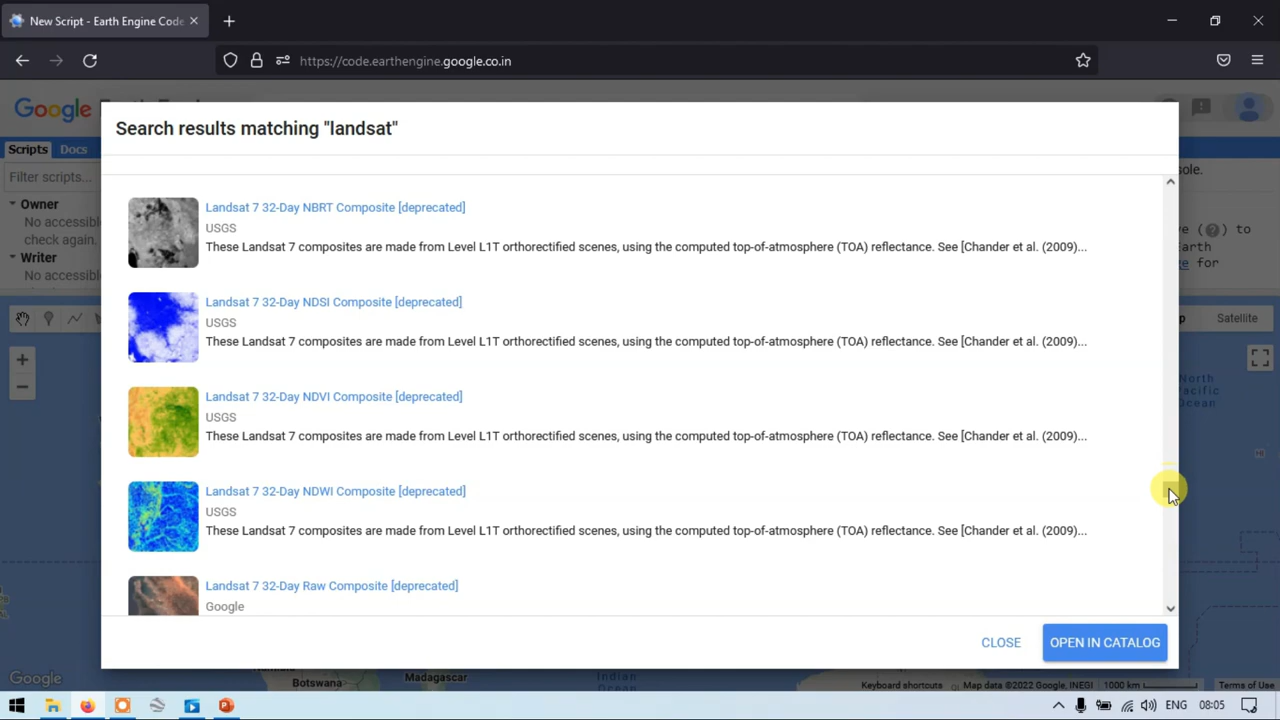 New Script - Earth Engine Code
https://code.earthengine.google.co.in
Google
Search results matching "landsat"
Scripts Docs
Filter scripts...
Owner
No accessible
check again.
Writer
No accessible
Landsat 7 32-Day NBRT Composite [deprecated]
USGS
These Landsat 7 composites are made from Level L1T orthorectified scenes, using the computed top-of-atmosphere (TOA) reflectance. See [Chander et al. (2009)...
Landsat 7 32-Day NDSI Composite [deprecated]
USGS
These Landsat 7 composites are made from Level L1T orthorectified scenes, using the computed top-of-atmosphere (TOA) reflectance. See [Chander et al. (2009)...
Landsat 7 32-Day NDVI Composite [deprecated]
USGS
These Landsat 7 composites are made from Level L1T orthorectified scenes, using the computed top-of-atmosphere (TOA) reflectance. See [Chander et al. (2009)...
Landsat 7 32-Day NDWI Composite [deprecated]
USGS
These Landsat 7 composites are made from Level L1T orthorectified scenes, using the computed top-of-atmosphere (TOA) reflectance. See [Chander et al. (2009)...
Landsat 7 32-Day Raw Composite [deprecated]
Google
CLOSE OPEN IN CATALOG
sole.
ve (?) to
Earth
ve for
p Satellite
North
Pacific
Ocean
HI
Google
Botswana
Madagascar
Indian
Ocean
Keyboard shortcuts Map data ©2022 Google, INEGI 1000 km Terms of Use
ENG 08:05